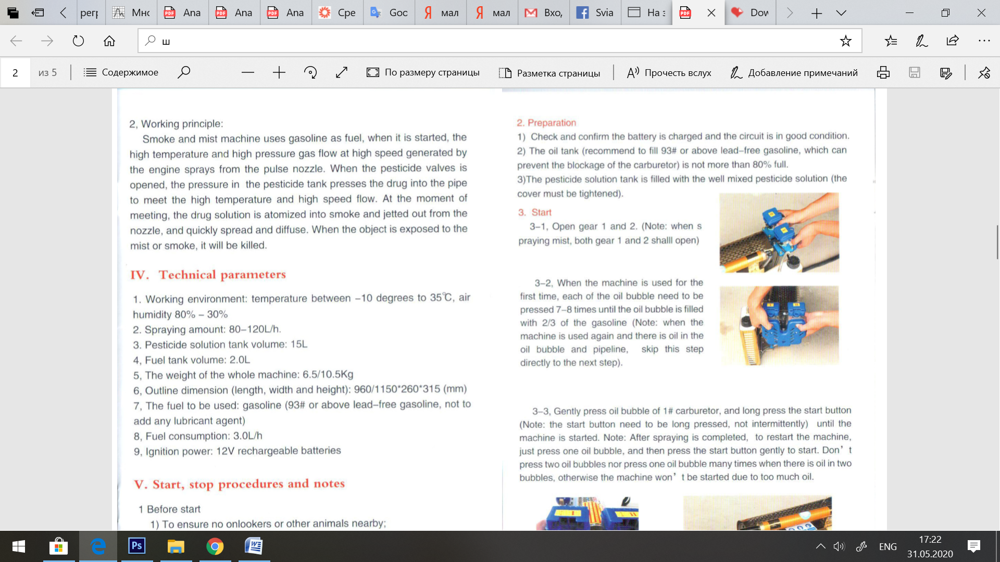 perp
Мнс
Ana
Ana
Ana
Сре
Goc
мал
мал
Вхо
Svia
На з
Dow
ш
2 из 5 Содержимое По размеру страницы Разметка страницы Прочесть вслух Добавление примечаний
2, Working principle:
Smoke and mist machine uses gasoline as fuel, when it is started, the
high temperature and high pressure gas flow at high speed generated by
the engine sprays from the pulse nozzle. When the pesticide valves is
opened, the pressure in the pesticide tank presses the drug into the pipe
to meet the high temperature and high speed flow. At the moment of
meeting, the drug solution is atomized into smoke and jetted out from the
nozzle, and quickly spread and diffuse. When the object is exposed to the
mist or smoke, it will be killed.
IV. Technical parameters
1. Working environment: temperature between −10 degrees to 35℃, air
humidity 80% − 30%
2. Spraying amount: 80−120L/h.
3. Pesticide solution tank volume: 15L
4, Fuel tank volume: 2.0L
5, The weight of the whole machine: 6.5/10.5Kg
6, Outline dimension (length, width and height): 960/1150*260*315 (mm)
7, The fuel to be used: gasoline (93# or above lead−free gasoline, not to
add any lubricant agent)
8, Fuel consumption: 3.0L/h
9, Ignition power: 12V rechargeable batteries
V. Start, stop procedures and notes
1 Before start
1) To ensure no onlookers or other animals nearby;
2. Preparation
1) Check and confirm the battery is charged and the circuit is in good condition.
2) The oil tank (recommend to fill 93# or above lead−free gasoline, which can
prevent the blockage of the carburetor) is not more than 80% full.
3)The pesticide solution tank is filled with the well mixed pesticide solution (the
cover must be tightened).
3. Start
3−1, Open gear 1 and 2. (Note: when s
praying mist, both gear 1 and 2 shalll open)
3−2, When the machine is used for the
first time, each of the oil bubble need to be
pressed 7−8 times until the oil bubble is filled
with 2/3 of the gasoline (Note: when the
machine is used again and there is oil in the
oil bubble and pipeline, skip this step
directly to the next step).
3−3, Gently press oil bubble of 1# carburetor, and long press the start button
(Note: the start button need to be long pressed, not intermittently) until the
machine is started. Note: After spraying is completed, to restart the machine,
just press one oil bubble, and then press the start button gently to start. Don’ t
press two oil bubbles nor press one oil bubble many times when there is oil in two
bubbles, otherwise the machine won’ t be started due to too much oil.
ENG
17:22
31.05.2020